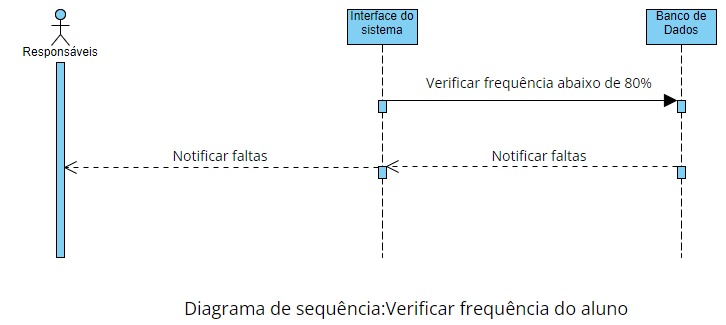 Interface do
sistema
Banco de
Dados
Responsáveis
Verificar frequência abaixo de 80%
Notificar faltas
Notificar faltas
Diagrama de sequência:Verificar frequência do aluno